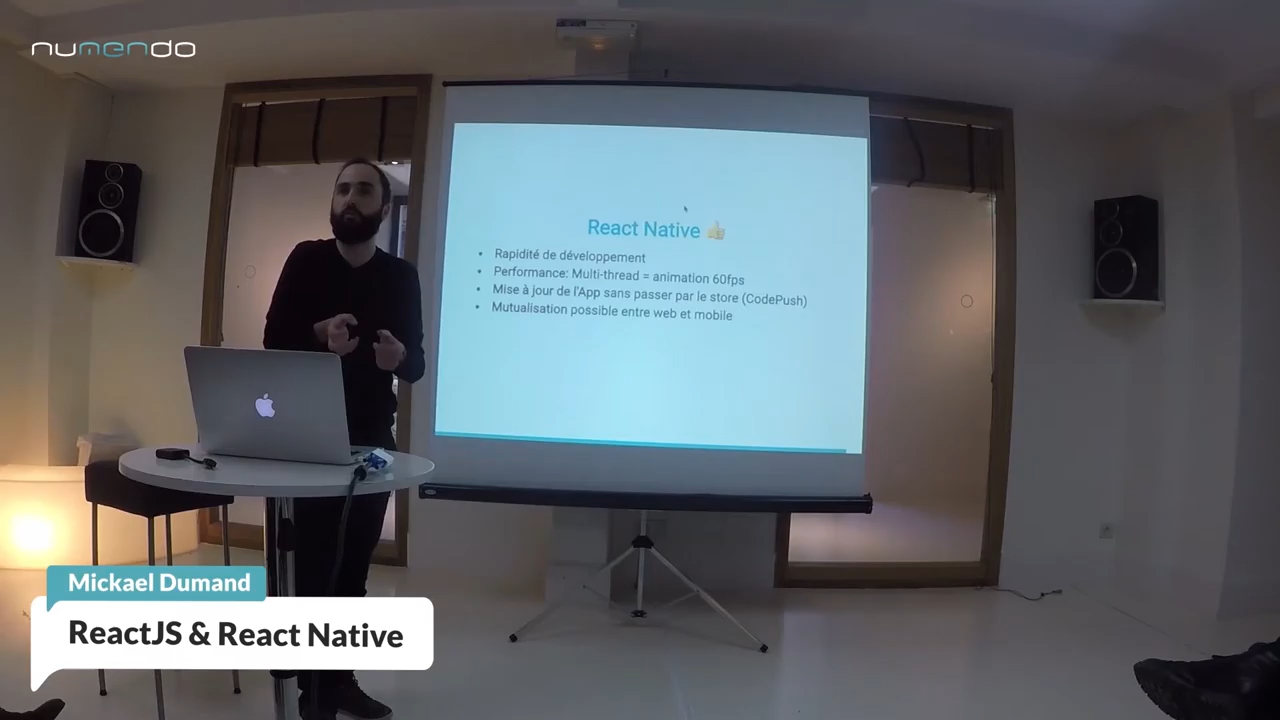 numendo
React Native 👍
• Rapidité de développement
• Performance: Multi-thread = animation 60fps
• Mise à jour de l'App sans passer par le store (CodePush)
• Mutualisation possible entre web et mobile
Mickael Dumand
ReactJS & React Native